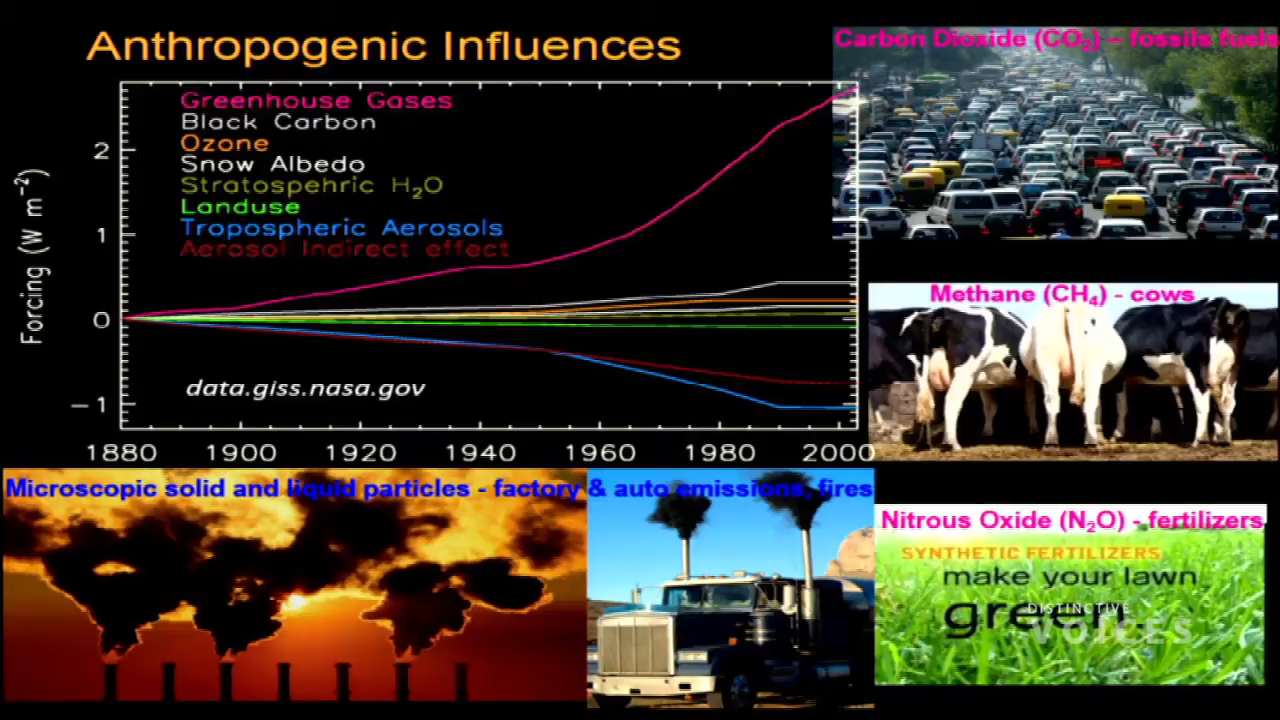 Anthropogenic Influences
Carbon Dioxide (CO₂) – fossils fuels
Greenhouse Gases
Black Carbon
Ozone
Snow Albedo
Stratospehric H₂O
Landuse
Tropospheric Aerosols
Aerosol Indirect effect
Forcing (W m⁻²)
2
1
0
−1
data.giss.nasa.gov
1880 1900 1920 1940 1960 1980 2000
Methane (CH₄) - cows
Microscopic solid and liquid particles - factory & auto emissions, fires
Nitrous Oxide (N₂O) - fertilizers
SYNTHETIC FERTILIZERS
make your lawn
green.
DISTINCTIVE
VOICES